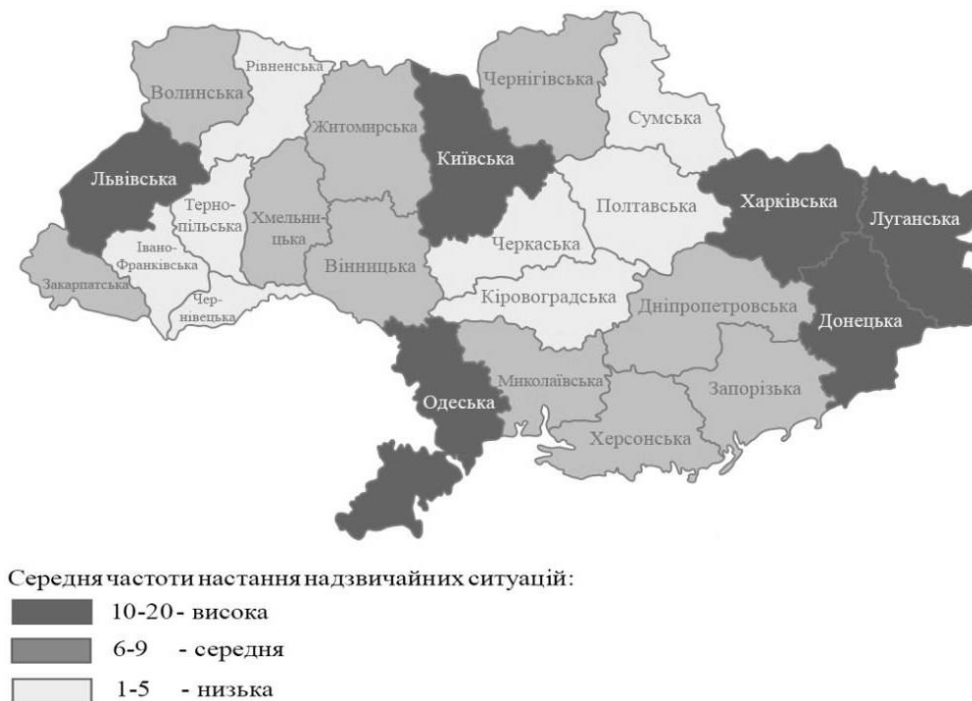 Волинська
Рівненська
Житомирська
Чернігівська
Сумська
Київська
Львівська
Терно-
пільська
Хмельни-
цька
Полтавська
Харківська
Луганська
Черкаська
Івано-
Франківська
Вінницька
Закарпатська
Чер-
нівецька
Кіровоградська
Дніпропетровська
Донецька
Одеська
Миколаївська
Запорізька
Херсонська
Середня частоти настання надзвичайних ситуацій:
10-20 - висока
6-9 - середня
1-5 - низька